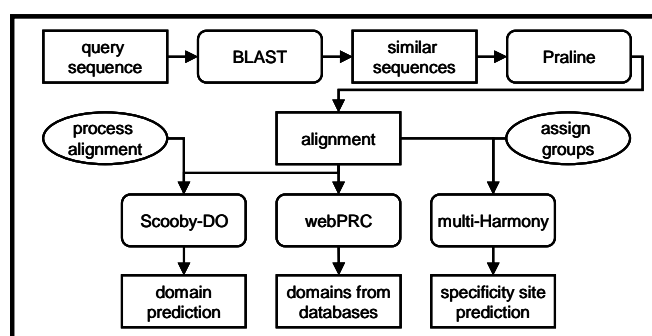 query
sequence
BLAST
similar
sequences
Praline
process
alignment
alignment
assign
groups
Scooby-DO
webPRC
multi-Harmony
domain
prediction
domains from
databases
specificity site
prediction